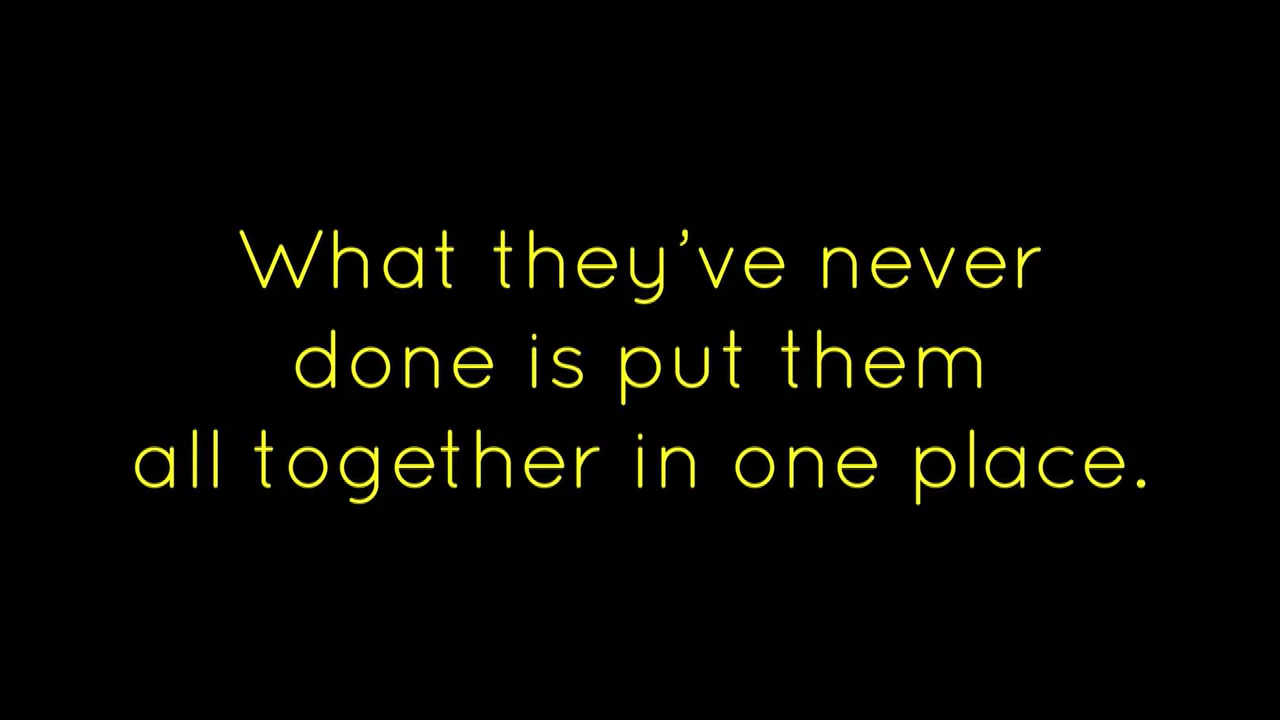 What they’ve never
done is put them
all together in one place.